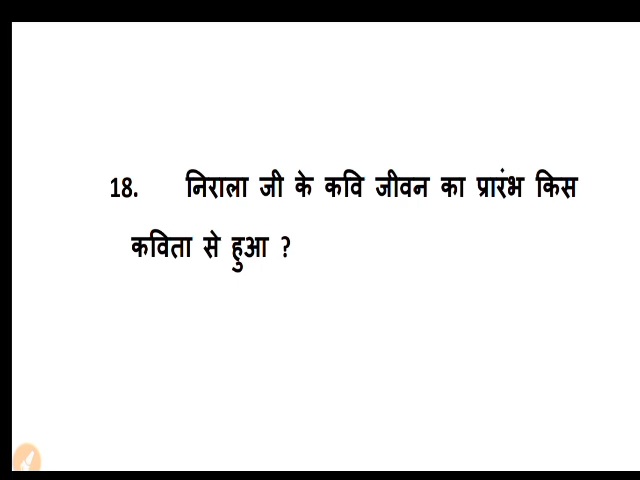 18. निराला जी के कवि जीवन का प्रारंभ किस
कविता से हुआ ?